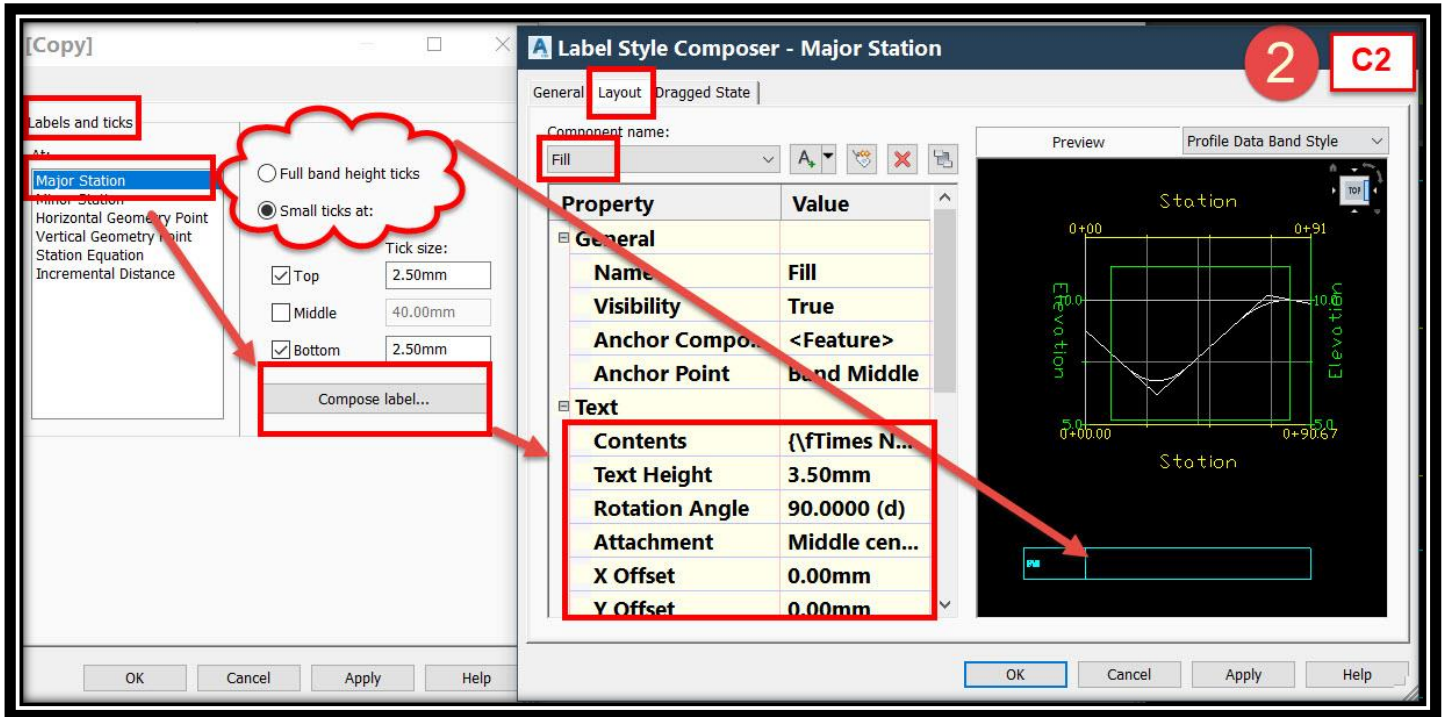 [Copy]
Labels and ticks
At:
Major Station
Minor Station
Horizontal Geometry Point
Vertical Geometry Point
Station Equation
Incremental Distance
Full band height ticks
Small ticks at:
Tick size:
Top 2.50mm
Middle 40.00mm
Bottom 2.50mm
Compose label...
OK Cancel Apply Help
Label Style Composer - Major Station
2 C2
General Layout Dragged State
Component name:
Fill
Property Value
General
Name Fill
Visibility True
Anchor Compo... <Feature>
Anchor Point Band Middle
Text
Contents {\fTimes N...
Text Height 3.50mm
Rotation Angle 90.0000 (d)
Attachment Middle cen...
X Offset 0.00mm
Y Offset 0.00mm
Preview Profile Data Band Style
TOP
Station
0+00 0+91
Elevation
10.0
Elevation
5.0 5.0
0+00.00 0+90.67
Station
OK Cancel Apply Help